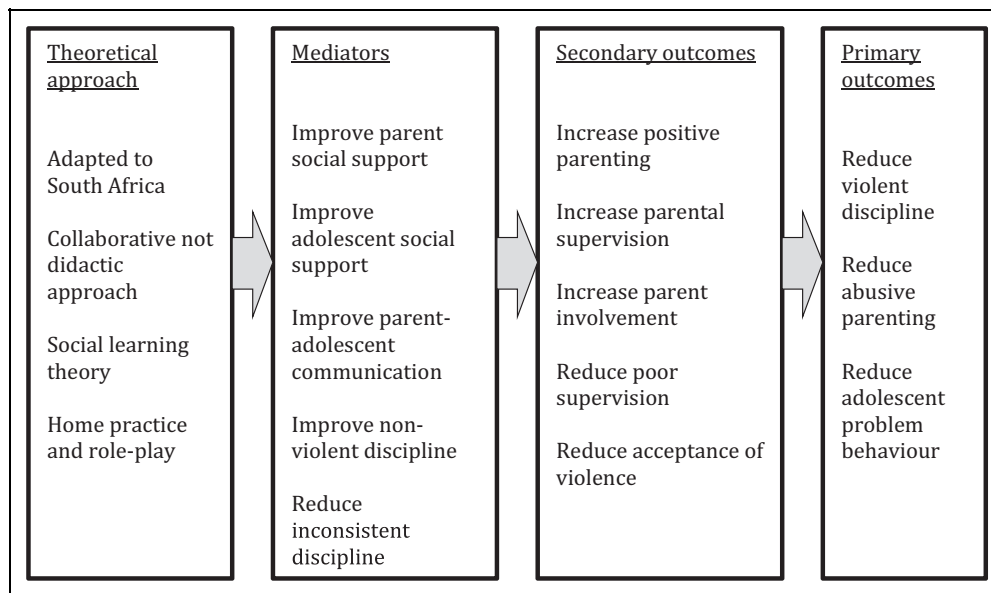 Theoretical
approach
Adapted to
South Africa
Collaborative not
didactic
approach
Social learning
theory
Home practice
and role-play
Mediators
Improve parent
social support
Improve
adolescent social
support
Improve parent-
adolescent
communication
Improve non-
violent discipline
Reduce
inconsistent
discipline
Secondary outcomes
Increase positive
parenting
Increase parental
supervision
Increase parent
involvement
Reduce poor
supervision
Reduce acceptance of
violence
Primary
outcomes
Reduce
violent
discipline
Reduce
abusive
parenting
Reduce
adolescent
problem
behaviour